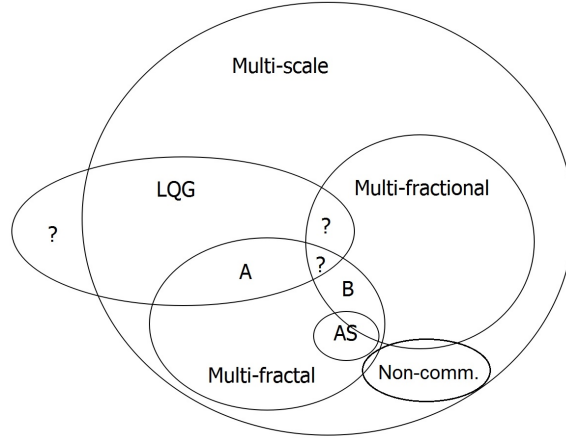 Multi-scale
LQG
Multi-fractional
?
?
?
A
B
AS
Multi-fractal
Non-comm.